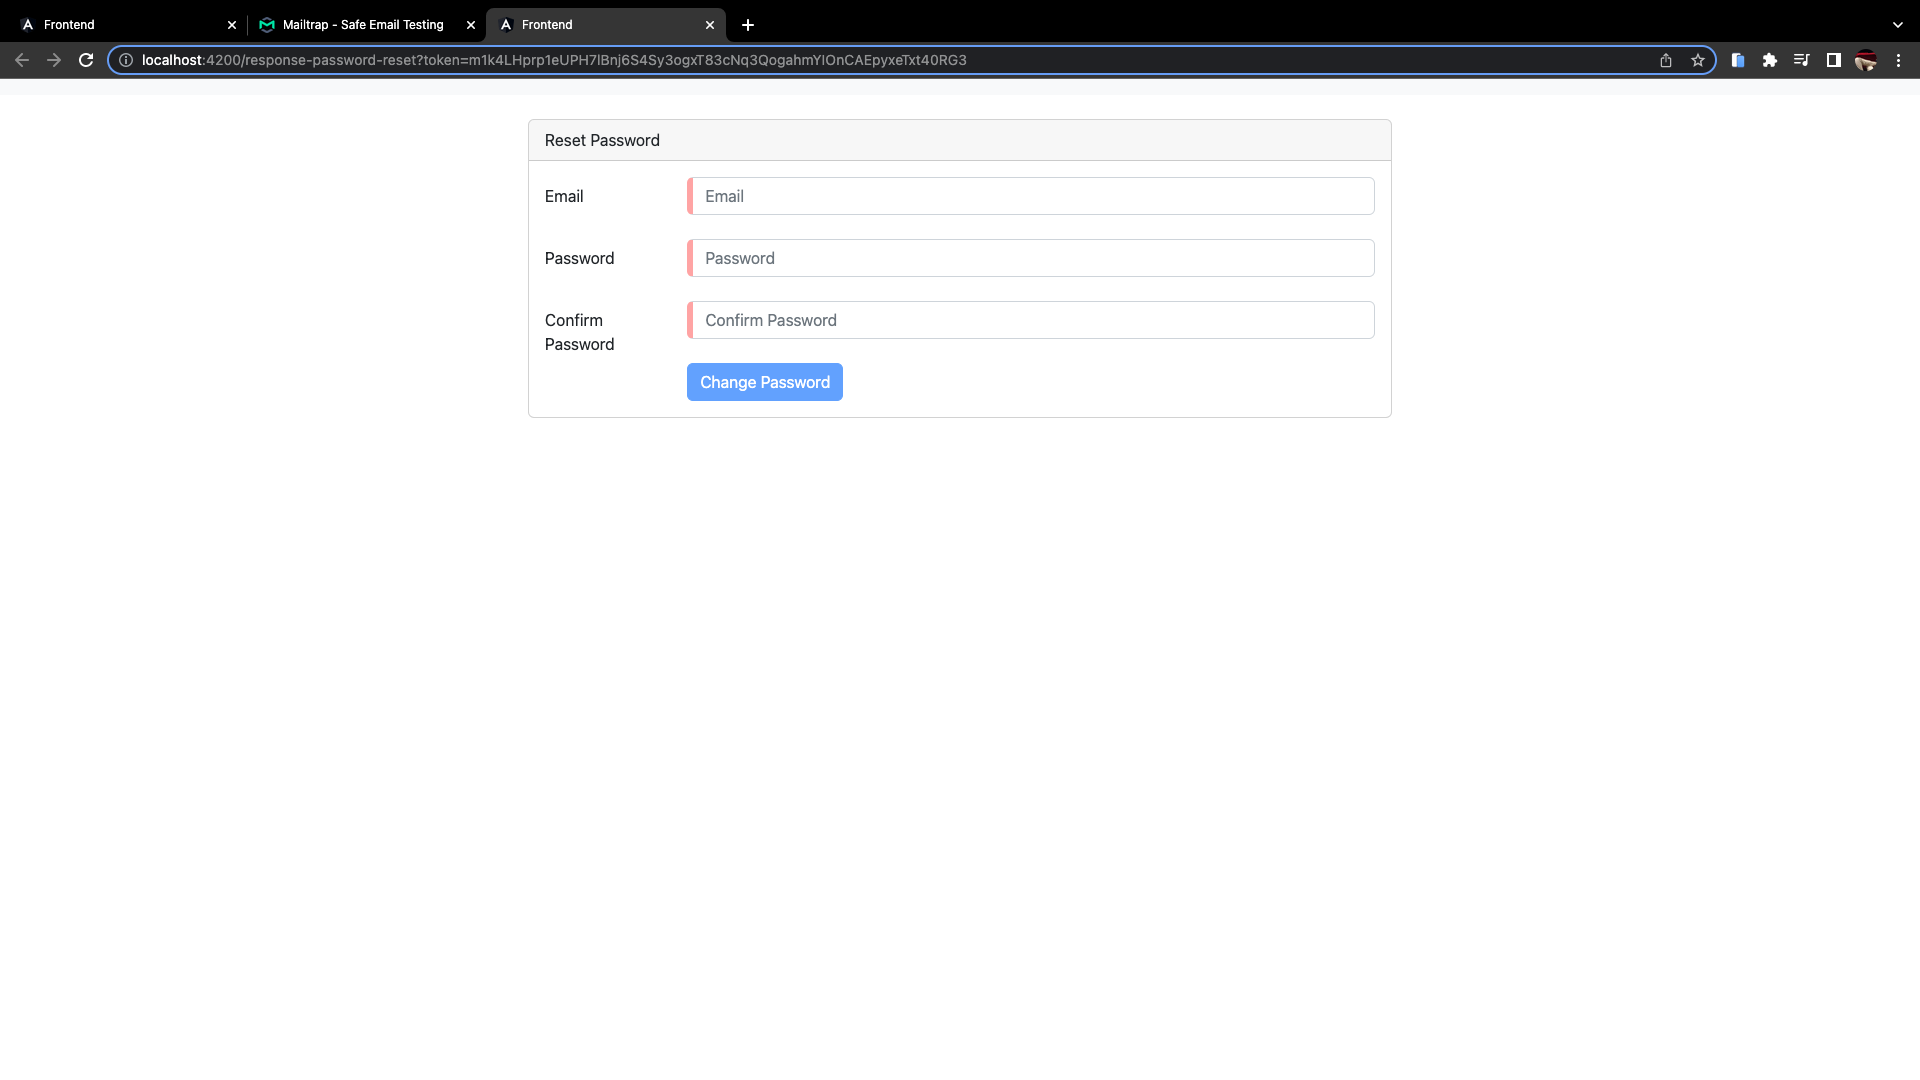 Frontend
Mailtrap - Safe Email Testing
Frontend
localhost:4200/response-password-reset?token=m1k4LHprp1eUPH7IBnj6S4Sy3ogxT83cNq3QogahmYIOnCAEpyxeTxt40RG3
Reset Password
Email
Email
Password
Password
Confirm
Password
Confirm Password
Change Password